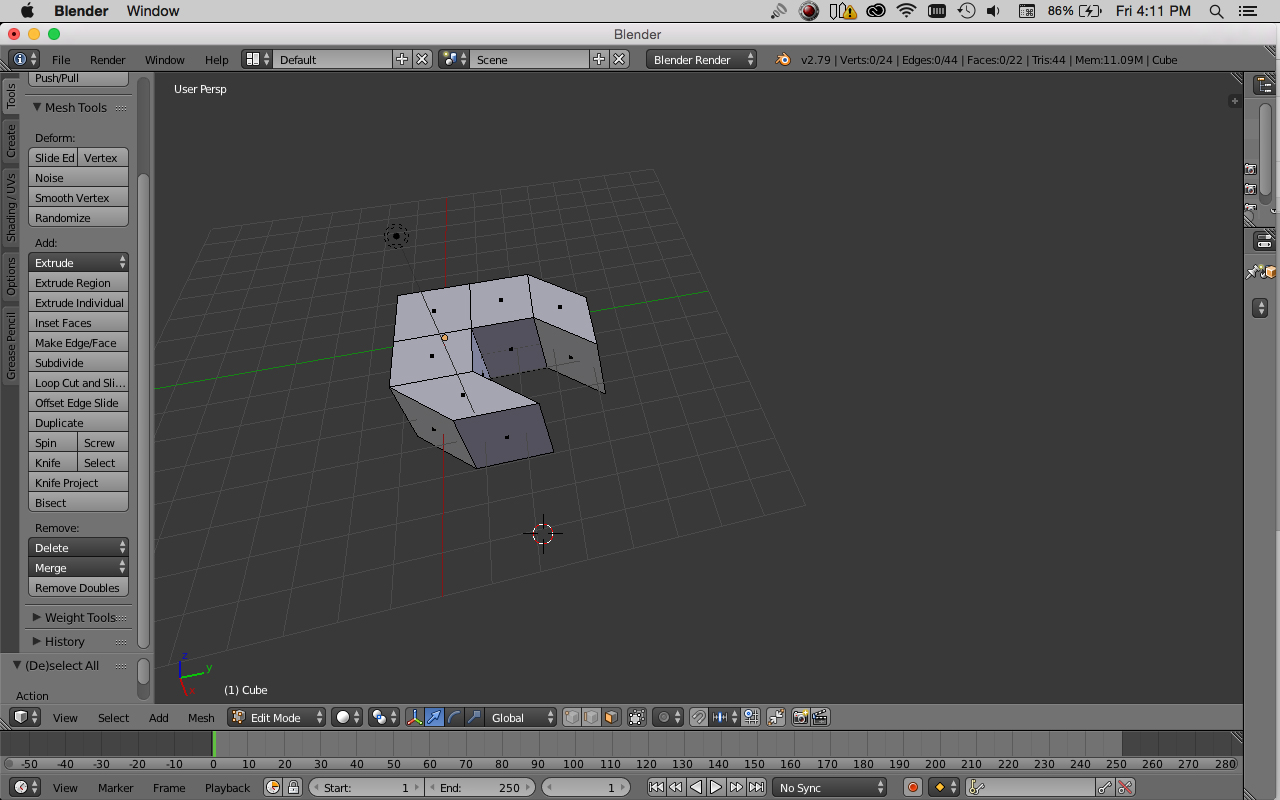 Blender Window 86% Fri 4:11 PM
Blender
File Render Window Help Default Scene Blender Render v2.79 | Verts:0/24 | Edges:0/44 | Faces:0/22 | Tris:44 | Mem:11.09M | Cube
Push/Pull
User Persp
Tools
Create
Shading / UVs
Options
Grease Pencil
Mesh Tools
Deform:
Slide Ed Vertex
Noise
Smooth Vertex
Randomize
Add:
Extrude
Extrude Region
Extrude Individual
Inset Faces
Make Edge/Face
Subdivide
Loop Cut and Sli...
Offset Edge Slide
Duplicate
Spin Screw
Knife Select
Knife Project
Bisect
Remove:
Delete
Merge
Remove Doubles
Weight Tools
History
(De)select All
Action
z
y
x
(1) Cube
View Select Add Mesh Edit Mode Global
-50 -40 -30 -20 -10 0 10 20 30 40 50 60 70 80 90 100 110 120 130 140 150 160 170 180 190 200 210 220 230 240 250 260 270 280
View Marker Frame Playback Start: 1 End: 250 1 No Sync